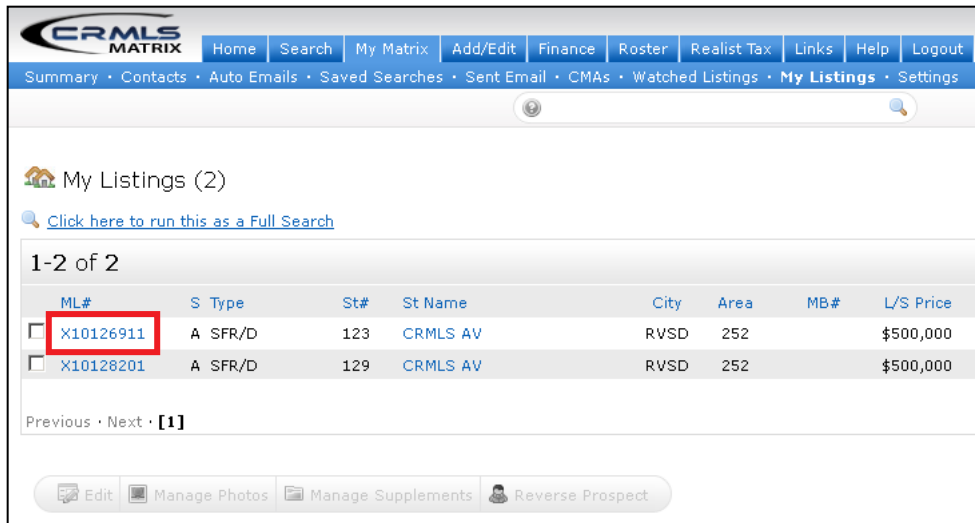 CRMLS
MATRIX
Home Search My Matrix Add/Edit Finance Roster Realist Tax Links Help Logout
Summary · Contacts · Auto Emails · Saved Searches · Sent Email · CMAs · Watched Listings · My Listings · Settings
My Listings (2)
Click here to run this as a Full Search
1-2 of 2
ML# S Type St# St Name City Area MB# L/S Price
X10126911 A SFR/D 123 CRMLS AV RVSD 252 $500,000
X10128201 A SFR/D 129 CRMLS AV RVSD 252 $500,000
Previous · Next · [1]
Edit Manage Photos Manage Supplements Reverse Prospect